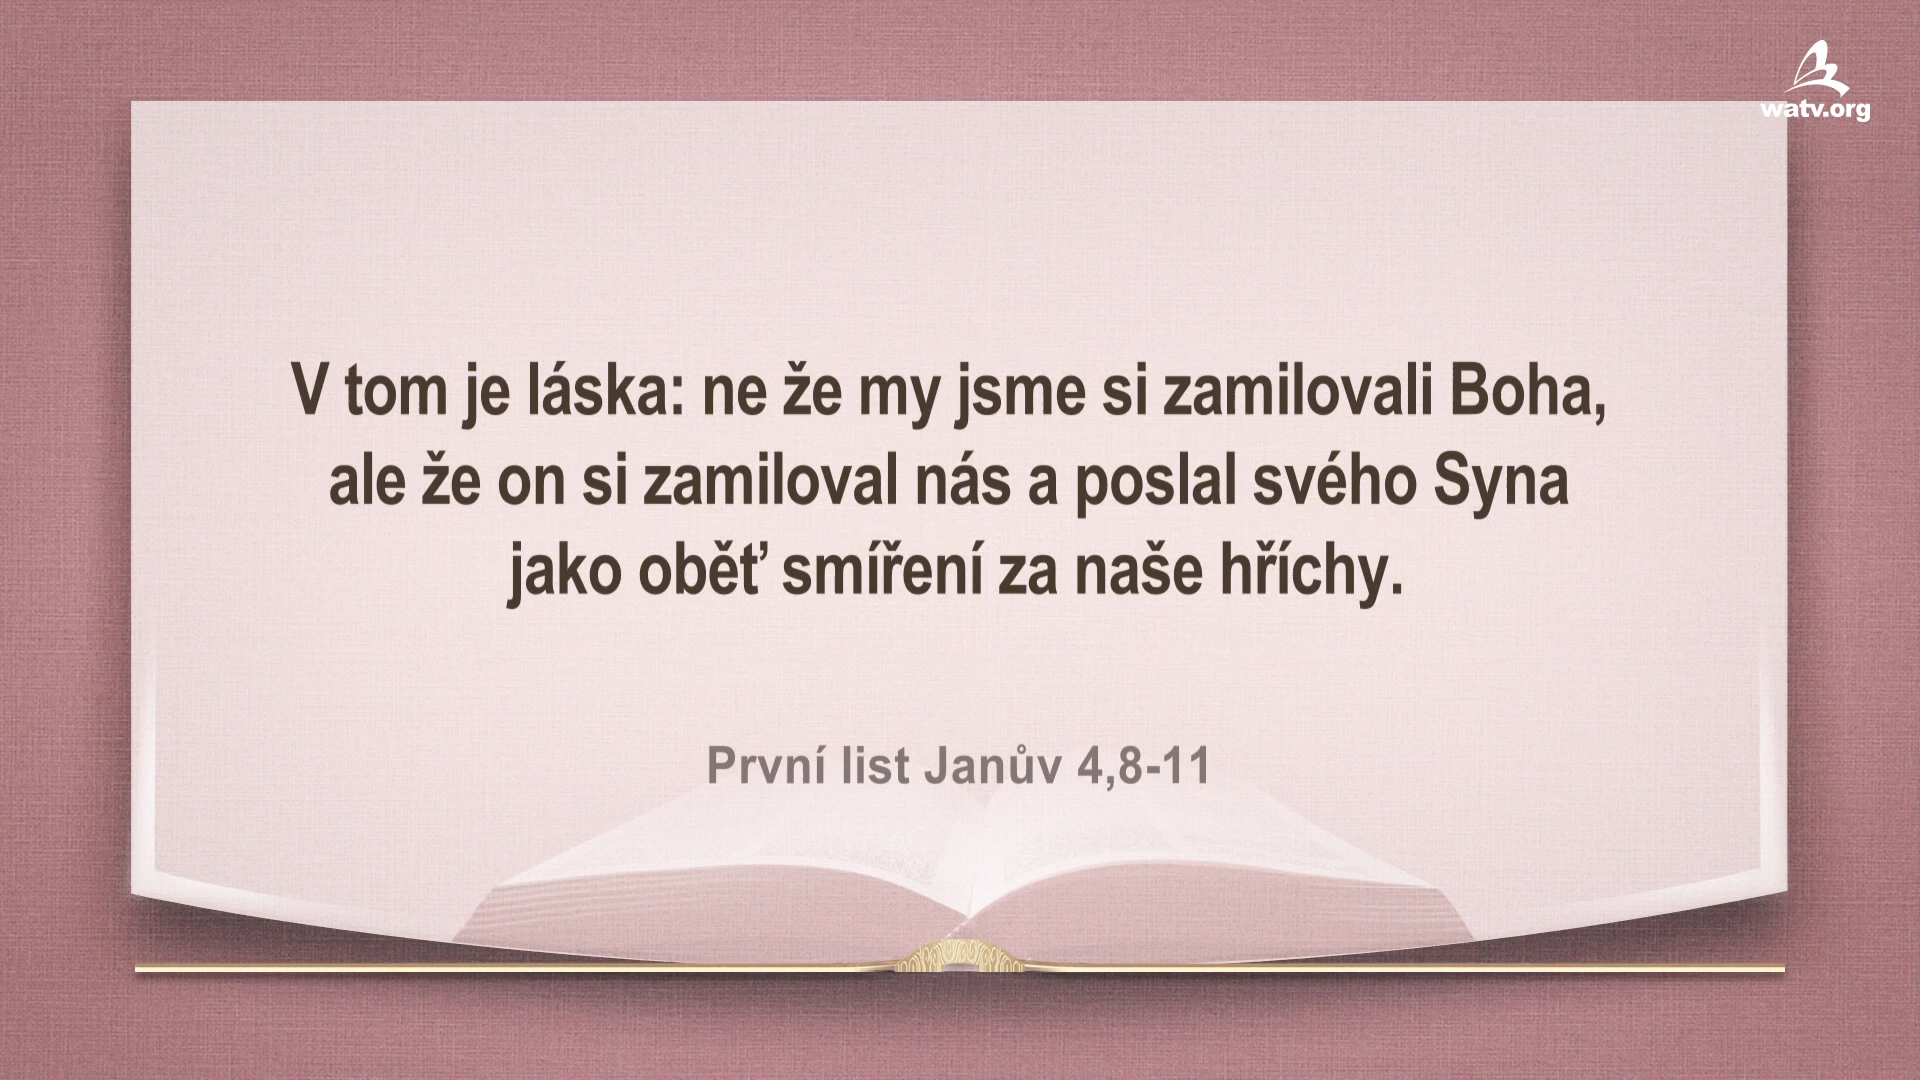 watv.org
V tom je láska: ne že my jsme si zamilovali Boha,
ale že on si zamiloval nás a poslal svého Syna
jako oběť smíření za naše hříchy.
První list Janův 4,8-11